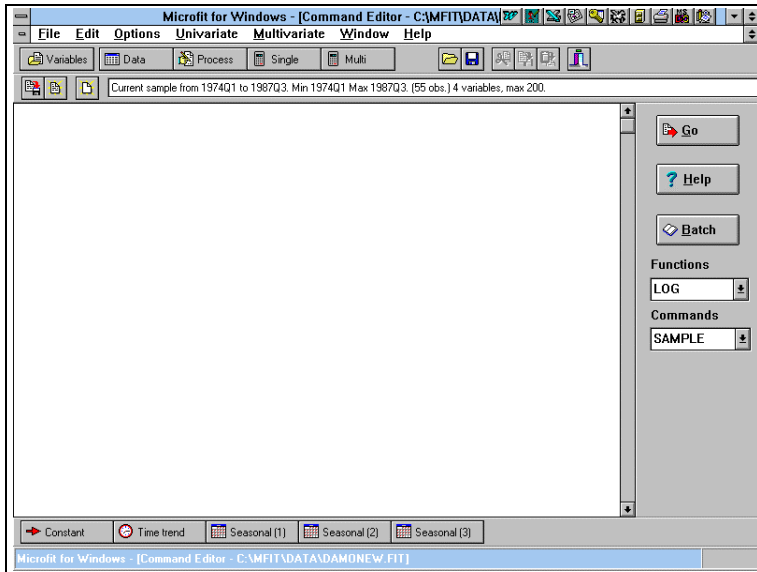 Microfit for Windows - [Command Editor - C:\MFIT\DATA\
File Edit Options Univariate Multivariate Window Help
Variables Data Process Single Multi
Current sample from 1974Q1 to 1987Q3. Min 1974Q1 Max 1987Q3. (55 obs.) 4 variables, max 200.
Go
Help
Batch
Functions
LOG
Commands
SAMPLE
Constant Time trend Seasonal (1) Seasonal (2) Seasonal (3)
Microfit for Windows - [Command Editor - C:\MFIT\DATA\DAMONEW.FIT]